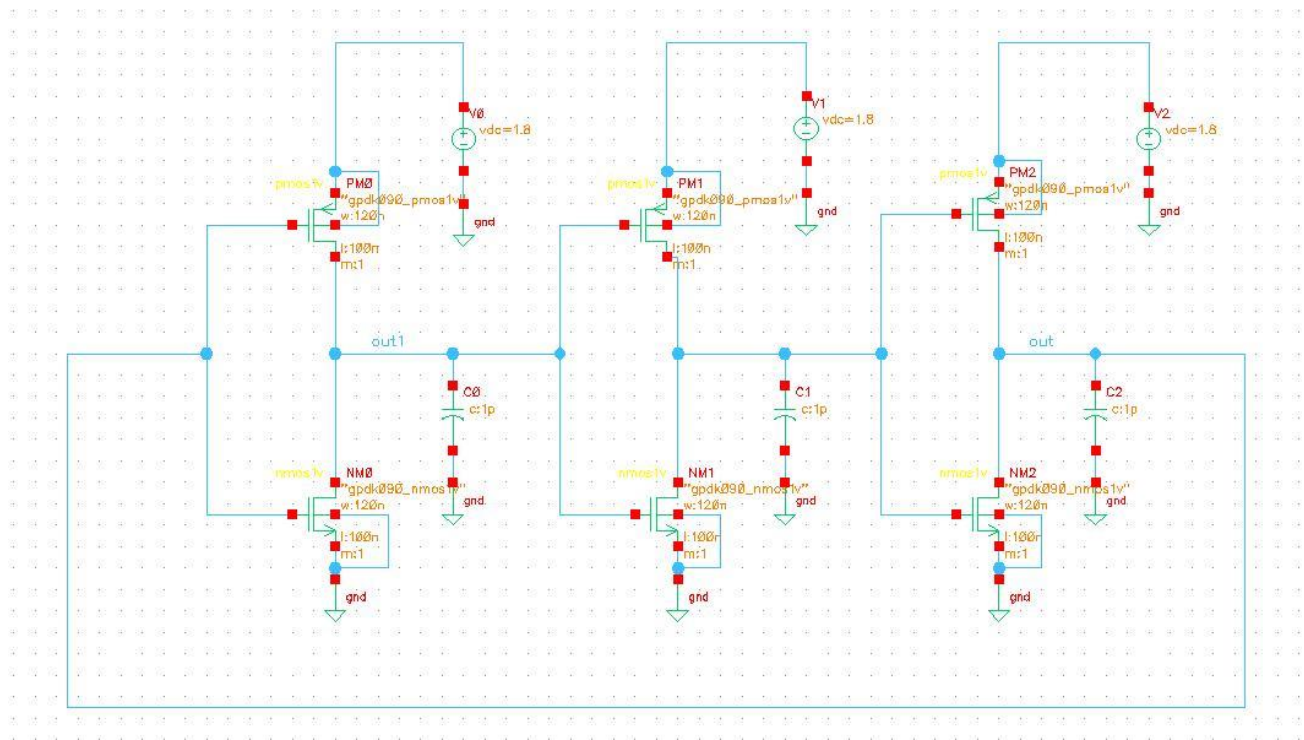 V0
vdc=1.8
gnd
pmos1v
PM0
"gpdk090_pmos1v"
w:120n
l:100n
m:1
V1
vdc=1.8
gnd
pmos1v
PM1
"gpdk090_pmos1v"
w:120n
l:100n
m:1
V2
vdc=1.8
gnd
pmos1v
PM2
"gpdk090_pmos1v"
w:120n
l:100n
m:1
out1
out
C0
c:1p
gnd
C1
c:1p
gnd
C2
c:1p
gnd
nmos1v
NM0
"gpdk090_nmos1v"
w:120n
l:100n
m:1
gnd
nmos1v
NM1
"gpdk090_nmos1v"
w:120n
l:100n
m:1
gnd
nmos1v
NM2
"gpdk090_nmos1v"
w:120n
l:100n
m:1
gnd